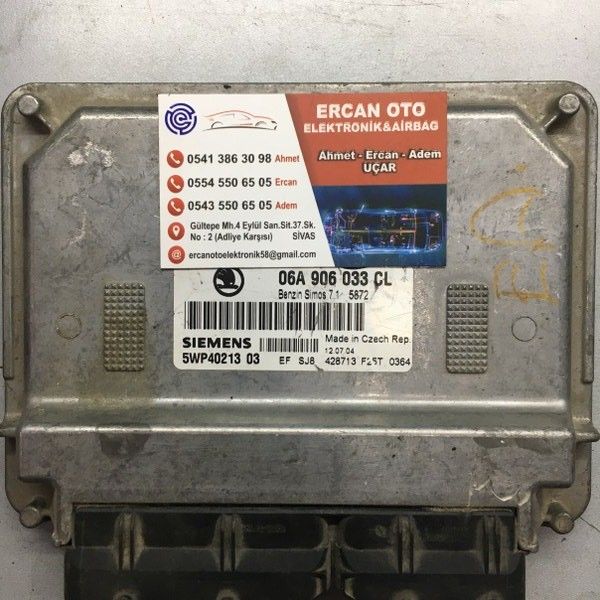 ERCAN OTO
ELEKTRONİK&AİRBAG
Ahmet - Ercan - Adem
UÇAR
0541 386 30 98 Ahmet
0554 550 65 05 Ercan
0543 550 65 05 Adem
Gültepe Mh.4 Eylül San.Sit.37.Sk.
No : 2 (Adliye Karşısı) SİVAS
ercanotoelektronik58@gmail.com
06A 906 033 CL
Benzin Simos 7.1 5872
SIEMENS
Made in Czech Rep.
12.07.04
5WP40213 03
EF SJ8 428713 F25T 0364